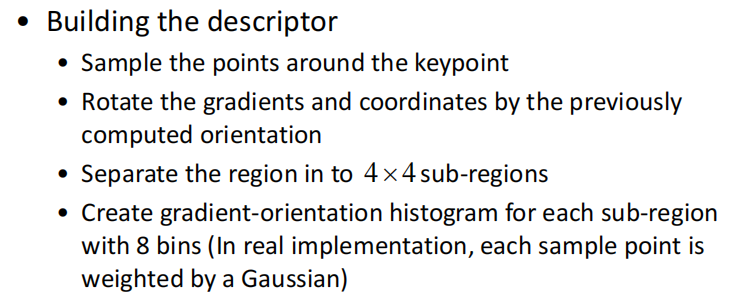 • Building the descriptor
• Sample the points around the keypoint
• Rotate the gradients and coordinates by the previously
computed orientation
• Separate the region in to 4×4 sub-regions
• Create gradient-orientation histogram for each sub-region
with 8 bins (In real implementation, each sample point is
weighted by a Gaussian)